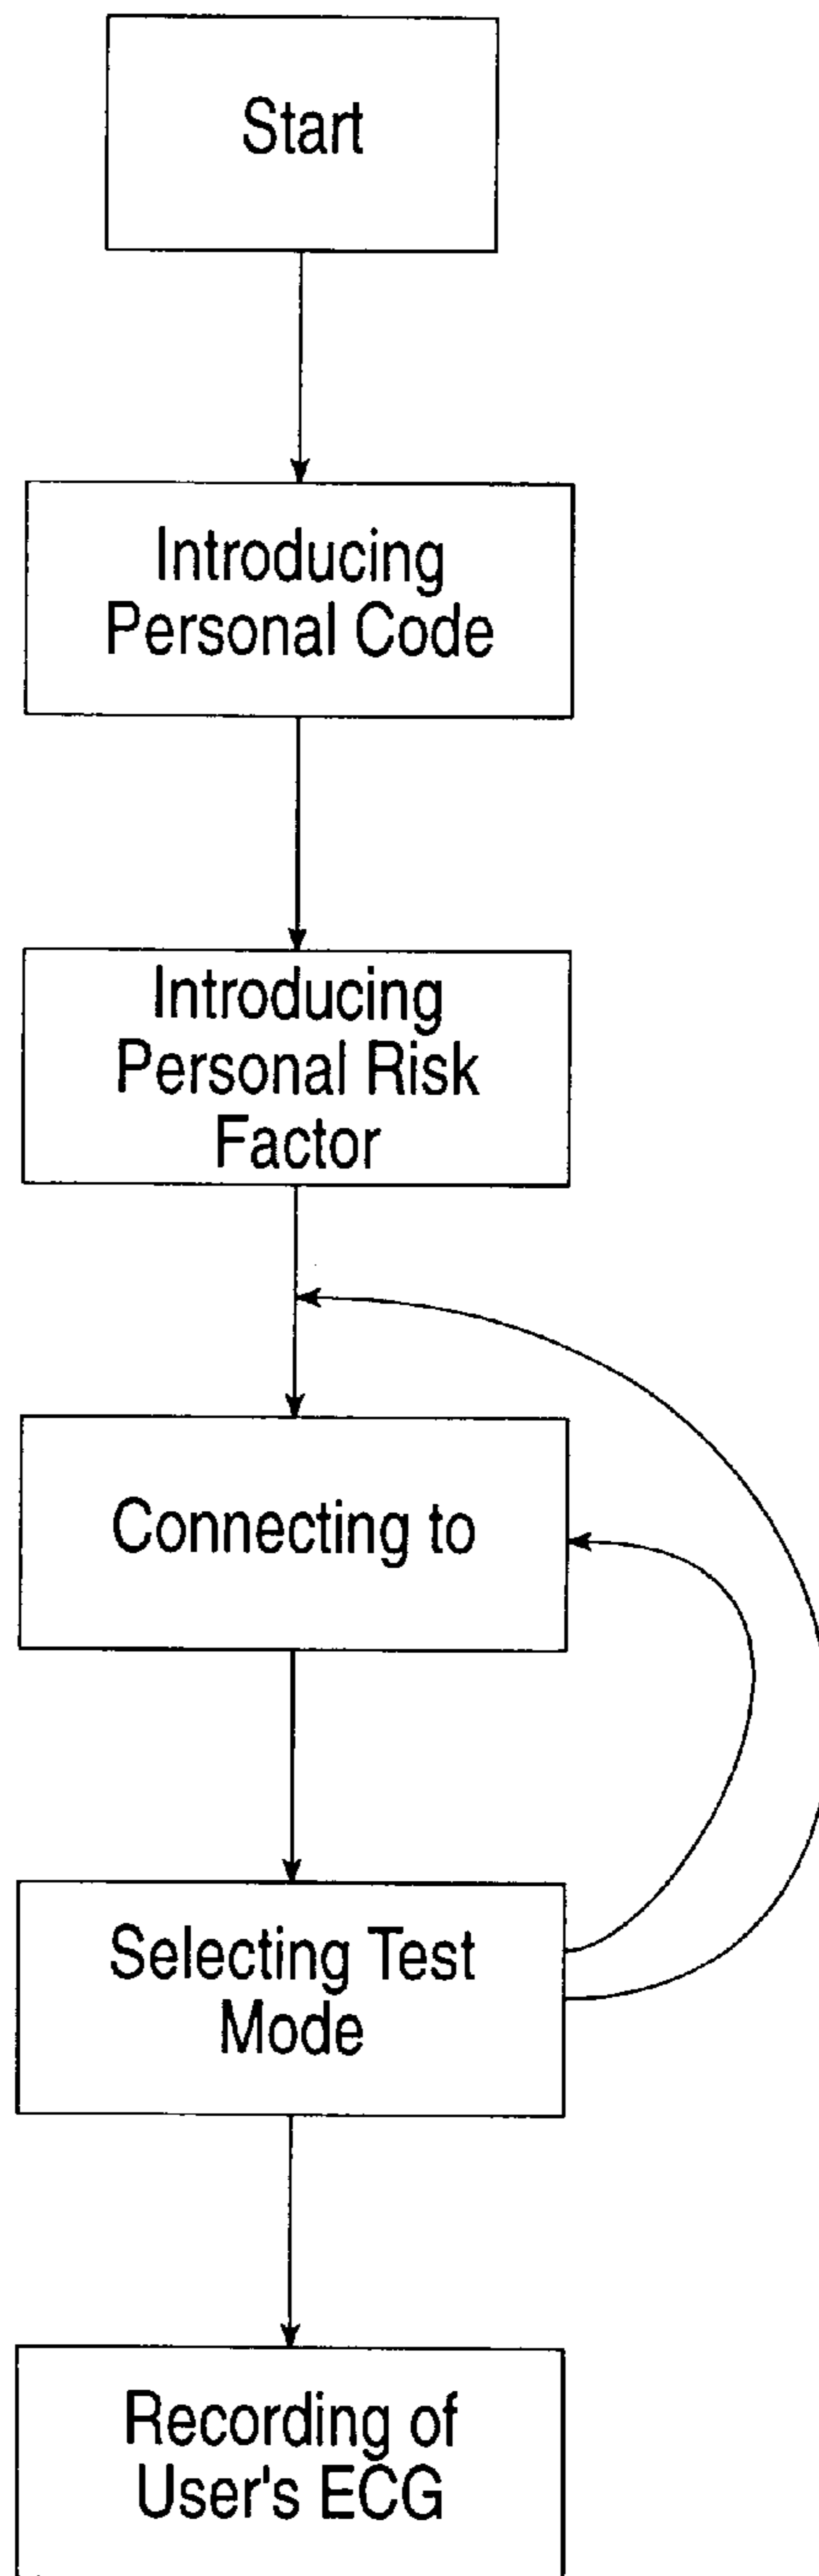 Start
Introducing
Personal Code
Introducing
Personal Risk
Factor
Connecting to
Selecting Test
Mode
Recording of
User's ECG